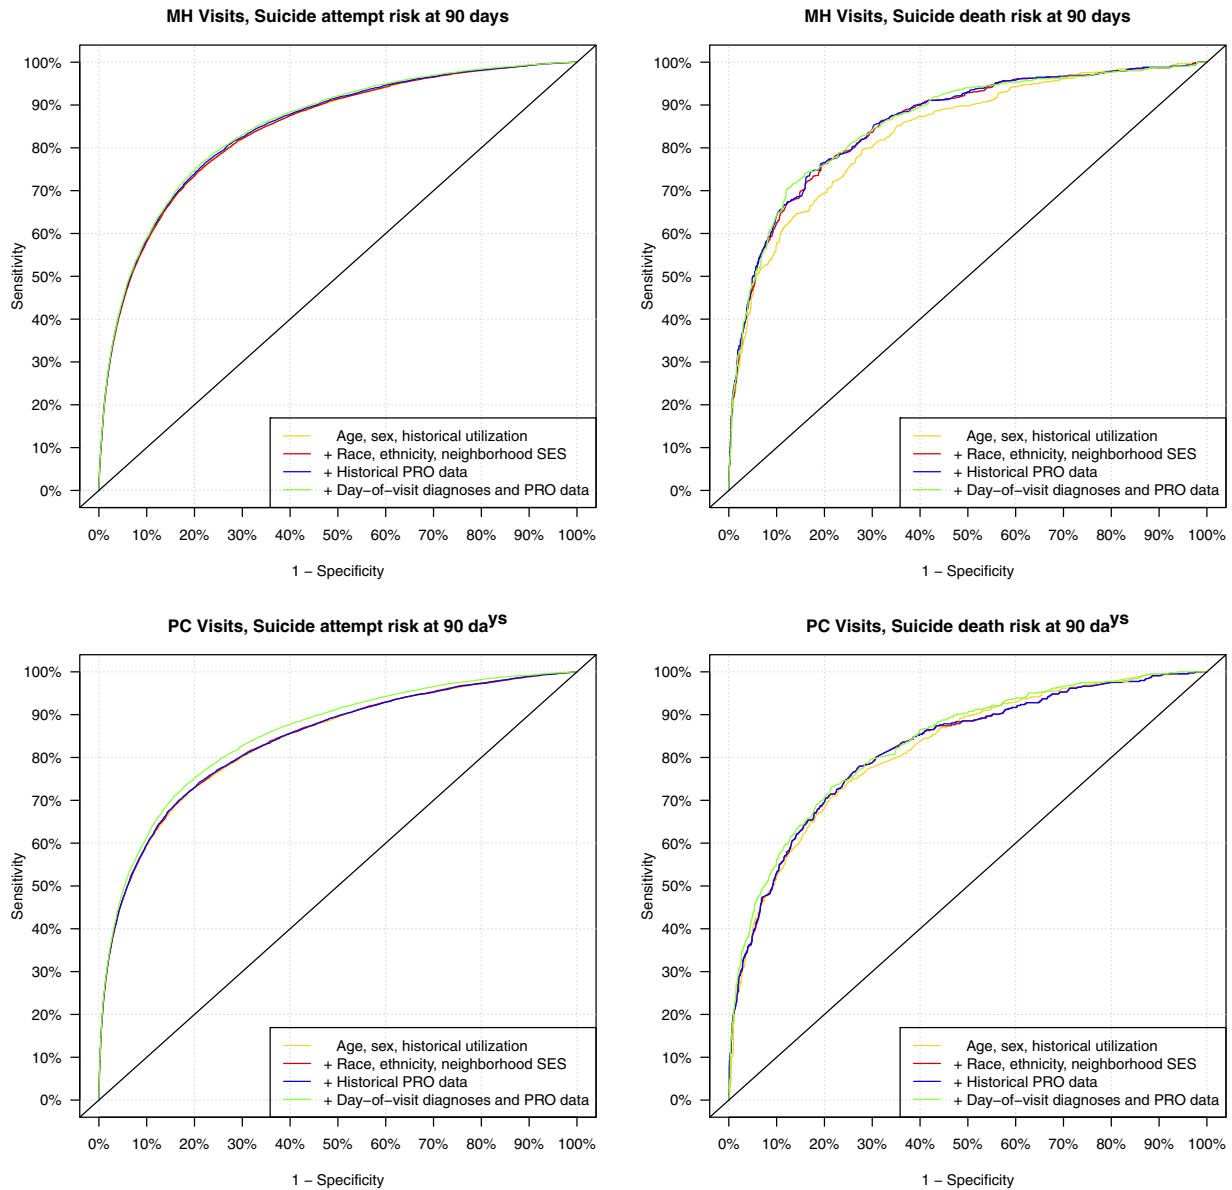 MH Visits, Suicide attempt risk at 90 days
Sensitivity
100%
90%
80%
70%
60%
50%
40%
30%
20%
10%
0%
Age, sex, historical utilization
+ Race, ethnicity, neighborhood SES
+ Historical PRO data
+ Day−of−visit diagnoses and PRO data
0% 10% 20% 30% 40% 50% 60% 70% 80% 90% 100%
1 − Specificity
MH Visits, Suicide death risk at 90 days
Sensitivity
100%
90%
80%
70%
60%
50%
40%
30%
20%
10%
0%
Age, sex, historical utilization
+ Race, ethnicity, neighborhood SES
+ Historical PRO data
+ Day−of−visit diagnoses and PRO data
0% 10% 20% 30% 40% 50% 60% 70% 80% 90% 100%
1 − Specificity
PC Visits, Suicide attempt risk at 90 days
Sensitivity
100%
90%
80%
70%
60%
50%
40%
30%
20%
10%
0%
Age, sex, historical utilization
+ Race, ethnicity, neighborhood SES
+ Historical PRO data
+ Day−of−visit diagnoses and PRO data
0% 10% 20% 30% 40% 50% 60% 70% 80% 90% 100%
1 − Specificity
PC Visits, Suicide death risk at 90 days
Sensitivity
100%
90%
80%
70%
60%
50%
40%
30%
20%
10%
0%
Age, sex, historical utilization
+ Race, ethnicity, neighborhood SES
+ Historical PRO data
+ Day−of−visit diagnoses and PRO data
0% 10% 20% 30% 40% 50% 60% 70% 80% 90% 100%
1 − Specificity